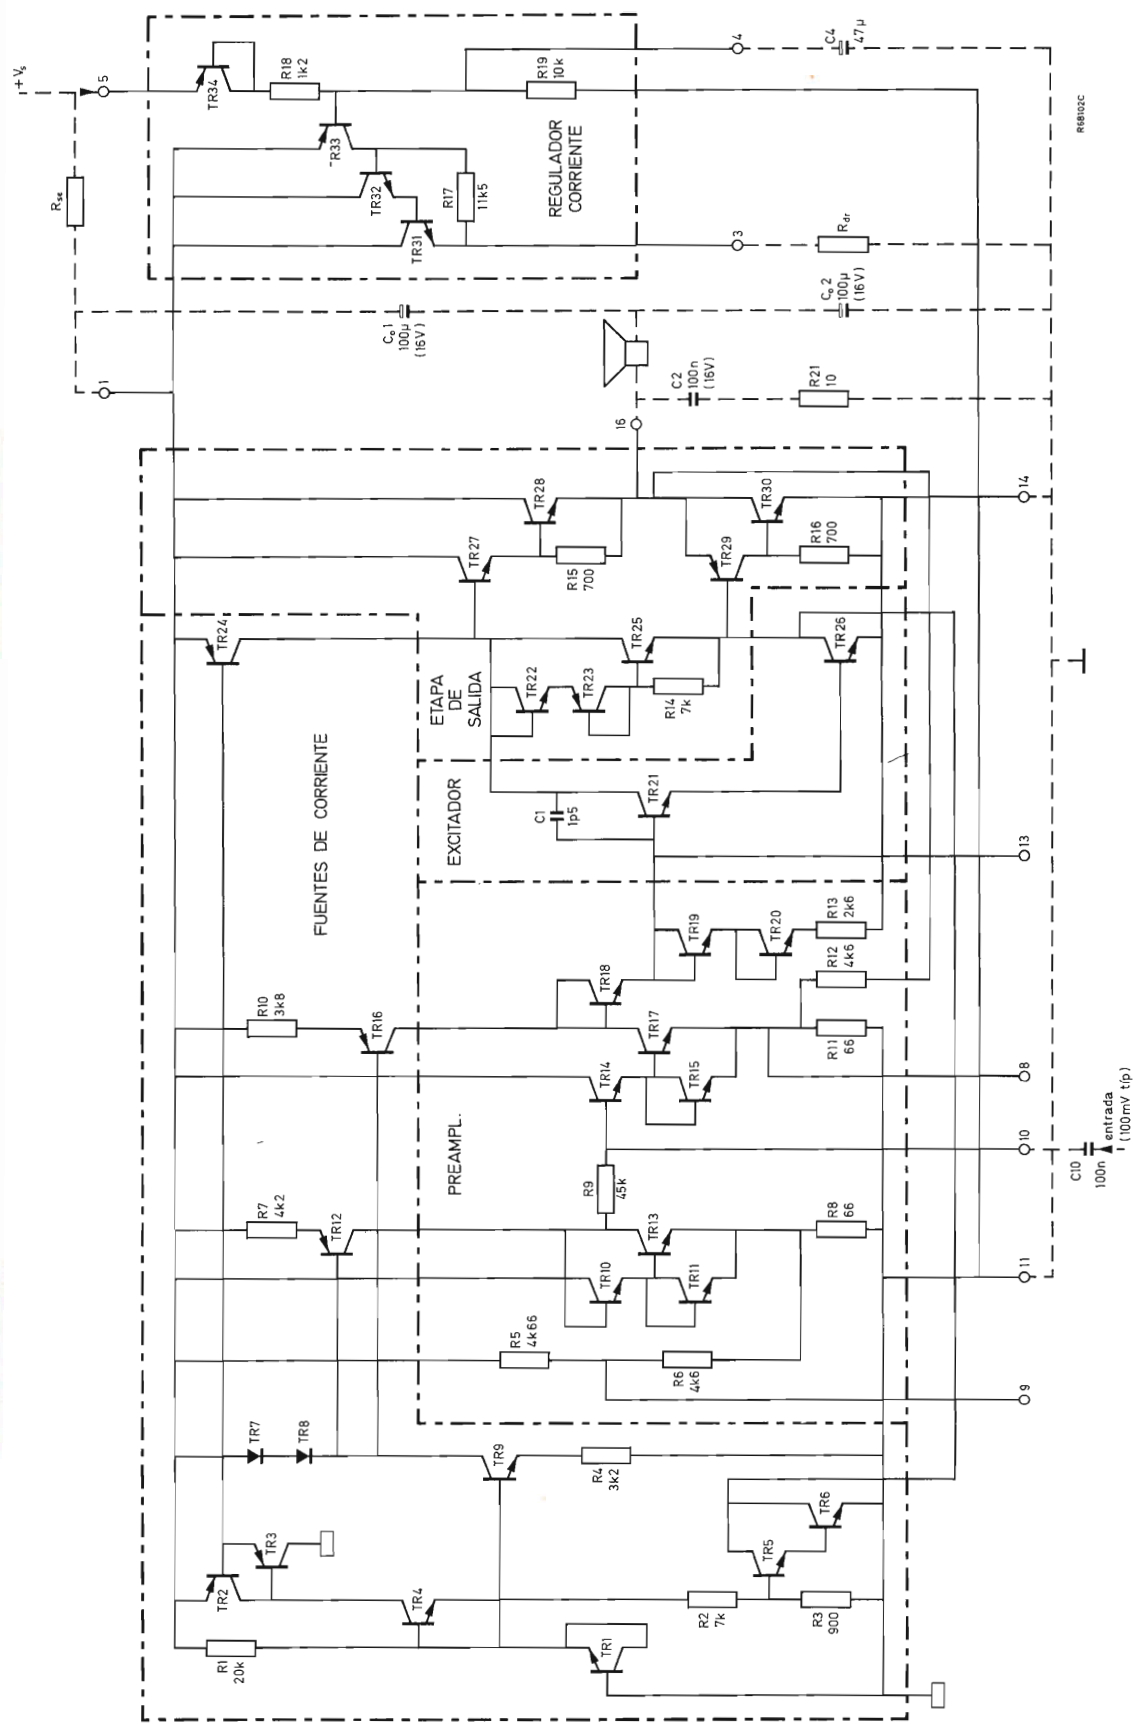 +Vs
5
Rse
TR34
R18
1k2
R19
10k
4
C4
47µ
TR33
TR32
TR31
R17
11k5
REGULADOR
CORRIENTE
3
Rdr
R68102C
1
Co1
100µ
(16V)
Co2
100µ
(16V)
C2
100n
(16V)
R21
10
16
14
TR28
TR27
R15
700
TR30
TR29
R16
700
TR24
TR25
TR26
TR22
TR23
R14
7k
ETAPA
DE
SALIDA
FUENTES DE CORRIENTE
EXCITADOR
C1
1p5
TR21
13
R10
3k8
TR16
TR18
TR19
TR20
R13
2k6
R12
4k6
TR17
R11
66
TR14
TR15
8
PREAMPL.
R9
45k
10
C10
100n
entrada
(100mV tip)
R7
4k2
TR12
TR13
R8
66
TR10
TR11
11
R5
4k66
R6
4k6
9
TR7
TR8
TR9
R4
3k2
TR3
TR2
TR4
TR5
TR6
R2
7k
R3
900
R1
20k
TR1